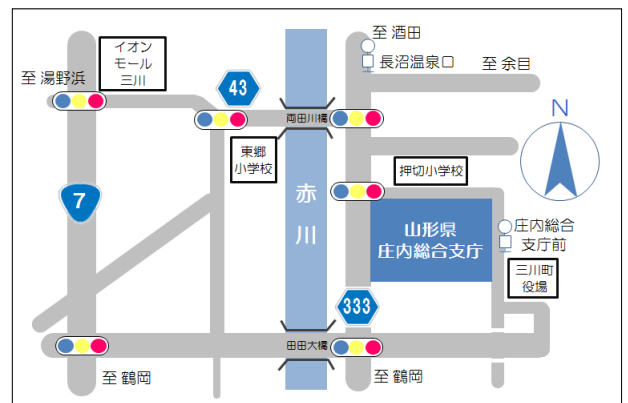 至 酒田
イオン
モール
三川
長沼温泉口
至 余目
至 湯野浜
43
両田川橋
N
東郷
小学校
押切小学校
赤
川
7
山形県
庄内総合支庁
庄内総合
支庁前
三川町
役場
333
田田大橋
至 鶴岡
至 鶴岡